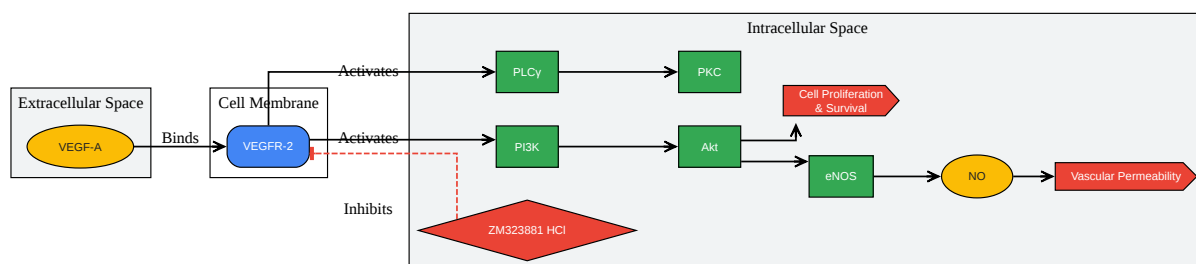 Intracellular Space
Activates
PLCγ
PKC
Extracellular Space
Cell Membrane
Cell Proliferation
& Survival
VEGF-A
Binds
VEGFR-2
Activates
PI3K
Akt
eNOS
NO
Vascular Permeability
Inhibits
ZM323881 HCl